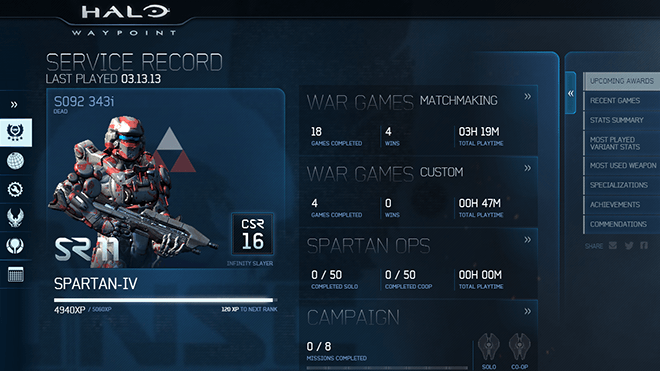 HALO
WAYPOINT
SERVICE RECORD
LAST PLAYED 03.13.13
S092 343i
DEAD
SR 11
CSR
16
INFINITY SLAYER
SPARTAN-IV
4940XP / 5060XP
120 XP TO NEXT RANK
WAR GAMES MATCHMAKING
18 4 03H 19M
GAMES COMPLETED WINS TOTAL PLAYTIME
WAR GAMES CUSTOM
4 0 00H 47M
GAMES COMPLETED WINS TOTAL PLAYTIME
SPARTAN OPS
0 / 50 0 / 50 00H 00M
COMPLETED SOLO COMPLETED COOP TOTAL PLAYTIME
CAMPAIGN
0 / 8
MISSIONS COMPLETED
SOLO CO-OP
UPCOMING AWARDS
RECENT GAMES
STATS SUMMARY
MOST PLAYED
VARIANT STATS
MOST USED WEAPON
SPECIALIZATIONS
ACHIEVEMENTS
COMMENDATIONS
SHARE